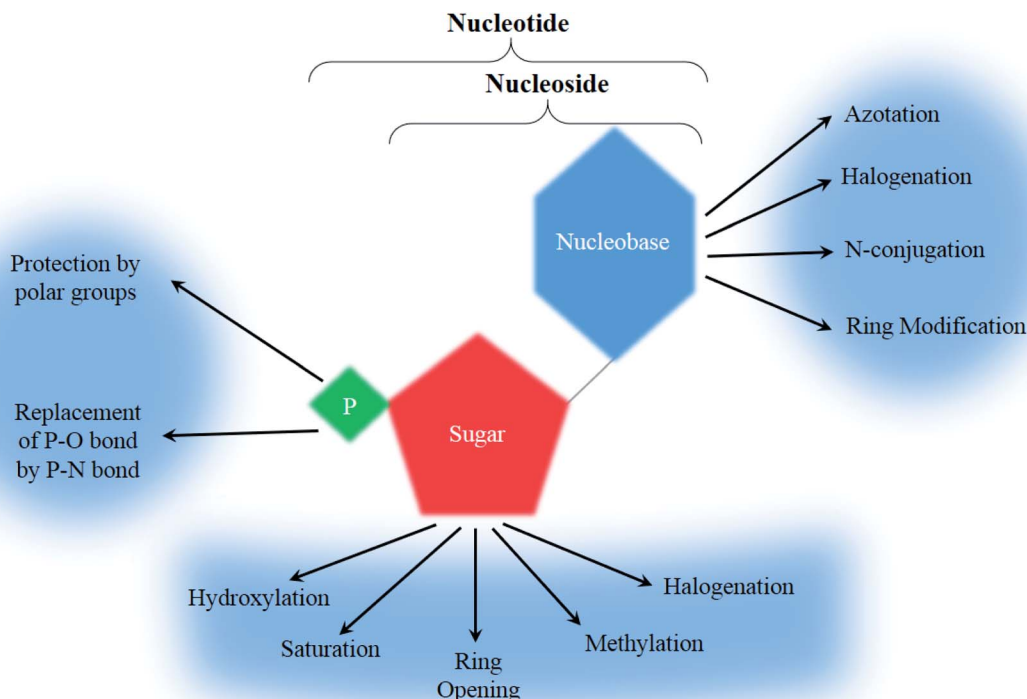 Nucleotide
Nucleoside
Azotation
Halogenation
N-conjugation
Ring Modification
Nucleobase
Protection by
polar groups
Replacement
of P-O bond
by P-N bond
P
Sugar
Hydroxylation
Saturation
Ring
Opening
Methylation
Halogenation